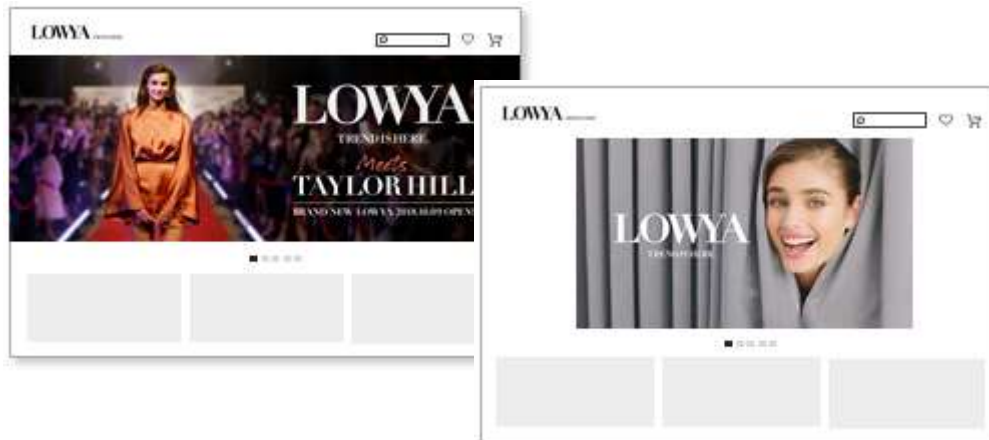 LOWYA
LOWYA
TREND IS HERE
Meets
TAYLOR HILL
BRAND NEW LOWYA 2018.10.09 OPEN
LOWYA
LOWYA
TREND IS HERE